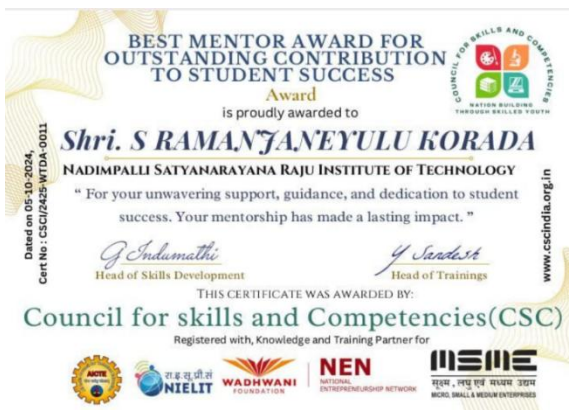 BEST MENTOR AWARD FOR
OUTSTANDING CONTRIBUTION
TO STUDENT SUCCESS
Award
is proudly awarded to
Shri. S RAMANJANEYULU KORADA
NADIMPALLI SATYANARAYANA RAJU INSTITUTE OF TECHNOLOGY
“ For your unwavering support, guidance, and dedication to student
success. Your mentorship has made a lasting impact. ”
G Indumathi
Head of Skills Development
Y Sandesh
Head of Trainings
THIS CERTIFICATE WAS AWARDED BY:
Council for skills and Competencies(CSC)
Registered with, Knowledge and Training Partner for
COUNCIL FOR SKILLS AND COMPETENCIES
NATION BUILDING
THROUGH SKILLED YOUTH
Dated on 05-10-2024,
Cert No : CSCI/2425-WTDA-0011
www.cscindia.org.in
AICTE
रा.इ.सू.प्रौ.सं
NIELIT
WADHWANI
FOUNDATION
NEN
NATIONAL
ENTREPRENEURSHIP NETWORK
MSME
सूक्ष्म , लघु एवं मध्यम उद्यम
MICRO, SMALL & MEDIUM ENTERPRISES